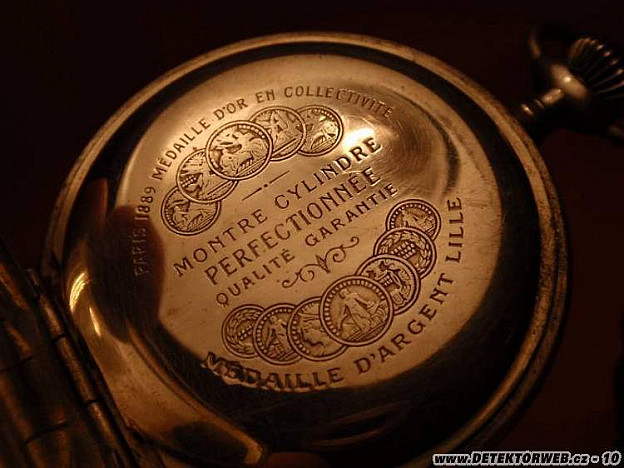 PARIS 1889 MÉDAILLE D'OR EN COLLECTIVITÉ
MONTRE CYLINDRE
PERFECTIONNÉE
QUALITÉ GARANTIE
MÉDAILLE D'ARGENT LILLE
www.DETEKTORWEB.cz - 10